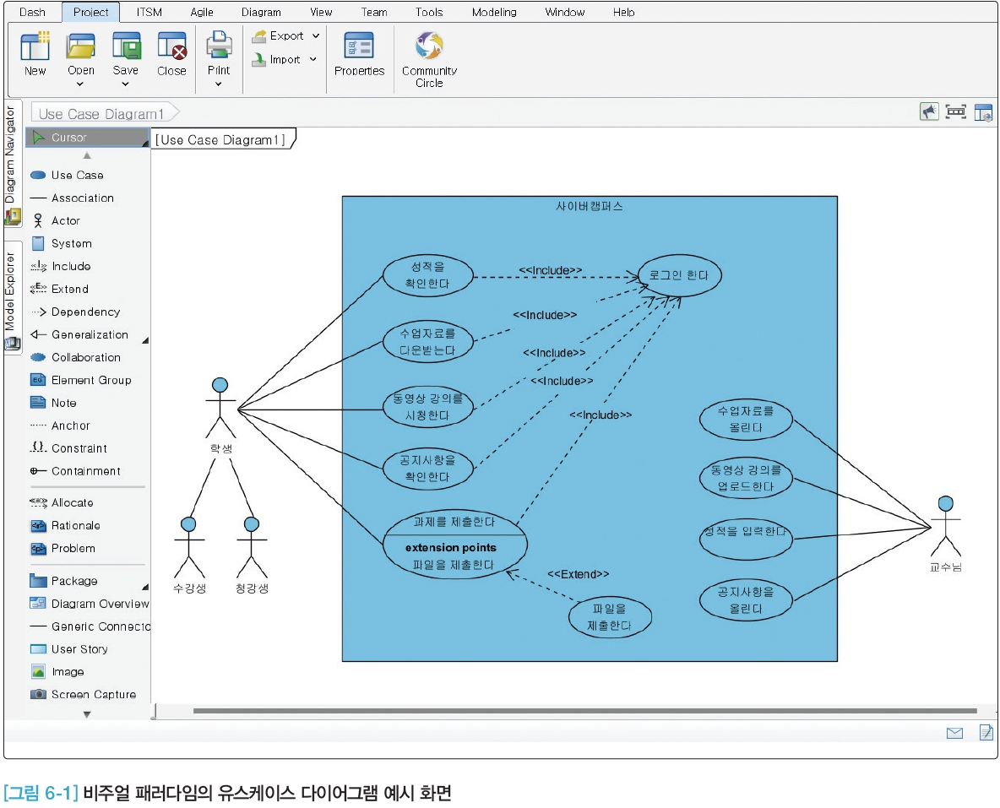 Dash Project ITSM Agile Diagram View Team Tools Modeling Window Help
New Open Save Close Print Export Import Properties Community Circle
Diagram Navigator
Model Explorer
Use Case Diagram1
Cursor
Use Case
Association
Actor
System
Include
Extend
Dependency
Generalization
Collaboration
Element Group
Note
Anchor
Constraint
Containment
Allocate
Rationale
Problem
Package
Diagram Overview
Generic Connecto
User Story
Image
Screen Capture
[Use Case Diagram1]
사이버캠퍼스
성적을
확인한다
<<Include>>
로그인 한다
수업자료를
다운받는다
<<Include>>
<<Include>>
동영상 강의를
시청한다
<<Include>>
공지사항을
확인한다
<<Include>>
과제를 제출한다
extension points
파일을 제출한다
<<Extend>>
파일을
제출한다
수업자료를
올린다
동영상 강의를
업로드한다
성적을 입력한다
공지사항을
올린다
학생
수강생
청강생
교수님
[그림 6-1] 비주얼 패러다임의 유스케이스 다이어그램 예시 화면